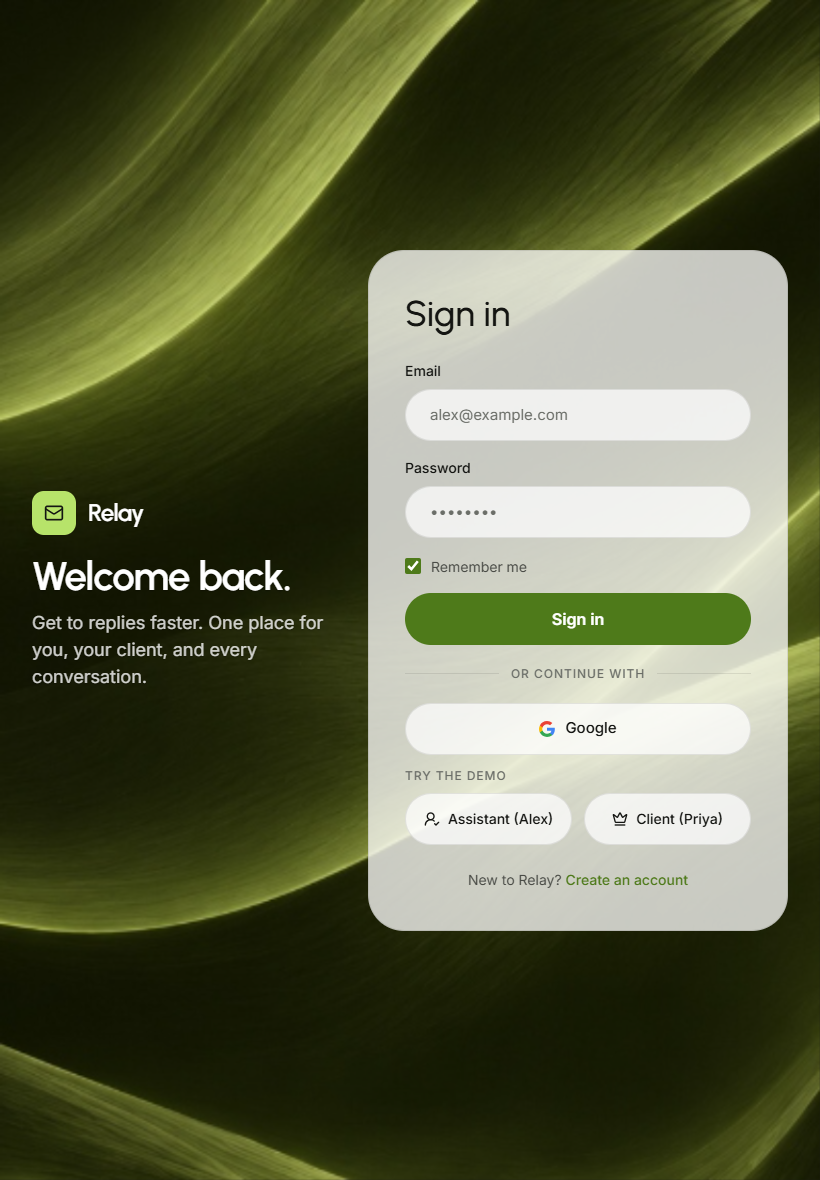 Relay
Welcome back.
Get to replies faster. One place for
you, your client, and every
conversation.
Sign in
Email
alex@example.com
Password
••••••••
Remember me
Sign in
OR CONTINUE WITH
Google
TRY THE DEMO
Assistant (Alex)
Client (Priya)
New to Relay? Create an account